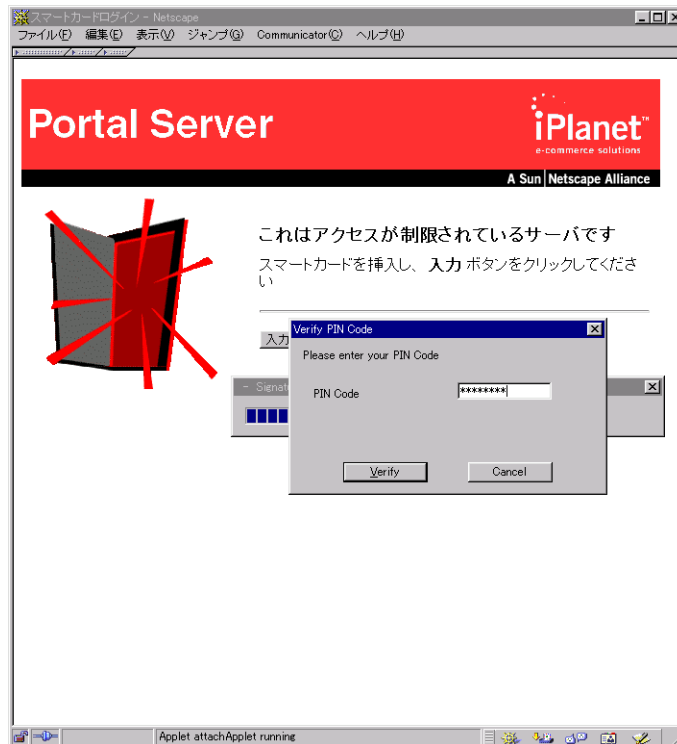 スマートカードログイン - Netscape
ファイル(F) 編集(E) 表示(V) ジャンプ(G) Communicator(C) ヘルプ(H)
Portal Server
iPlanet™
e-commerce solutions
A Sun|Netscape Alliance
これはアクセスが制限されているサーバです
スマートカードを挿入し、入力 ボタンをクリックしてくださ
い
入力
Verify PIN Code
Please enter your PIN Code
- Signat
PIN Code ********
Verify Cancel
Applet attachApplet running